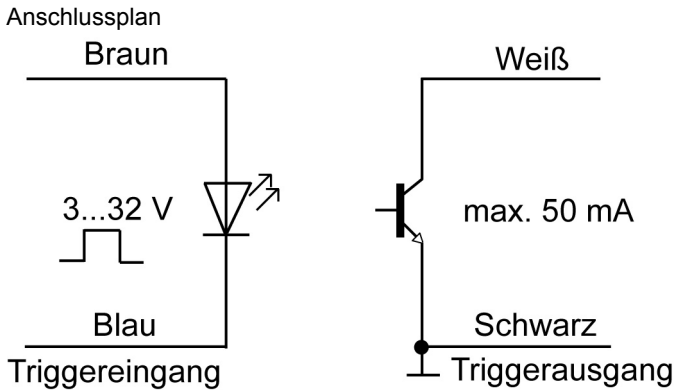 Anschlussplan
Braun
Weiß
3...32 V
max. 50 mA
Blau
Schwarz
Triggereingang
Triggerausgang